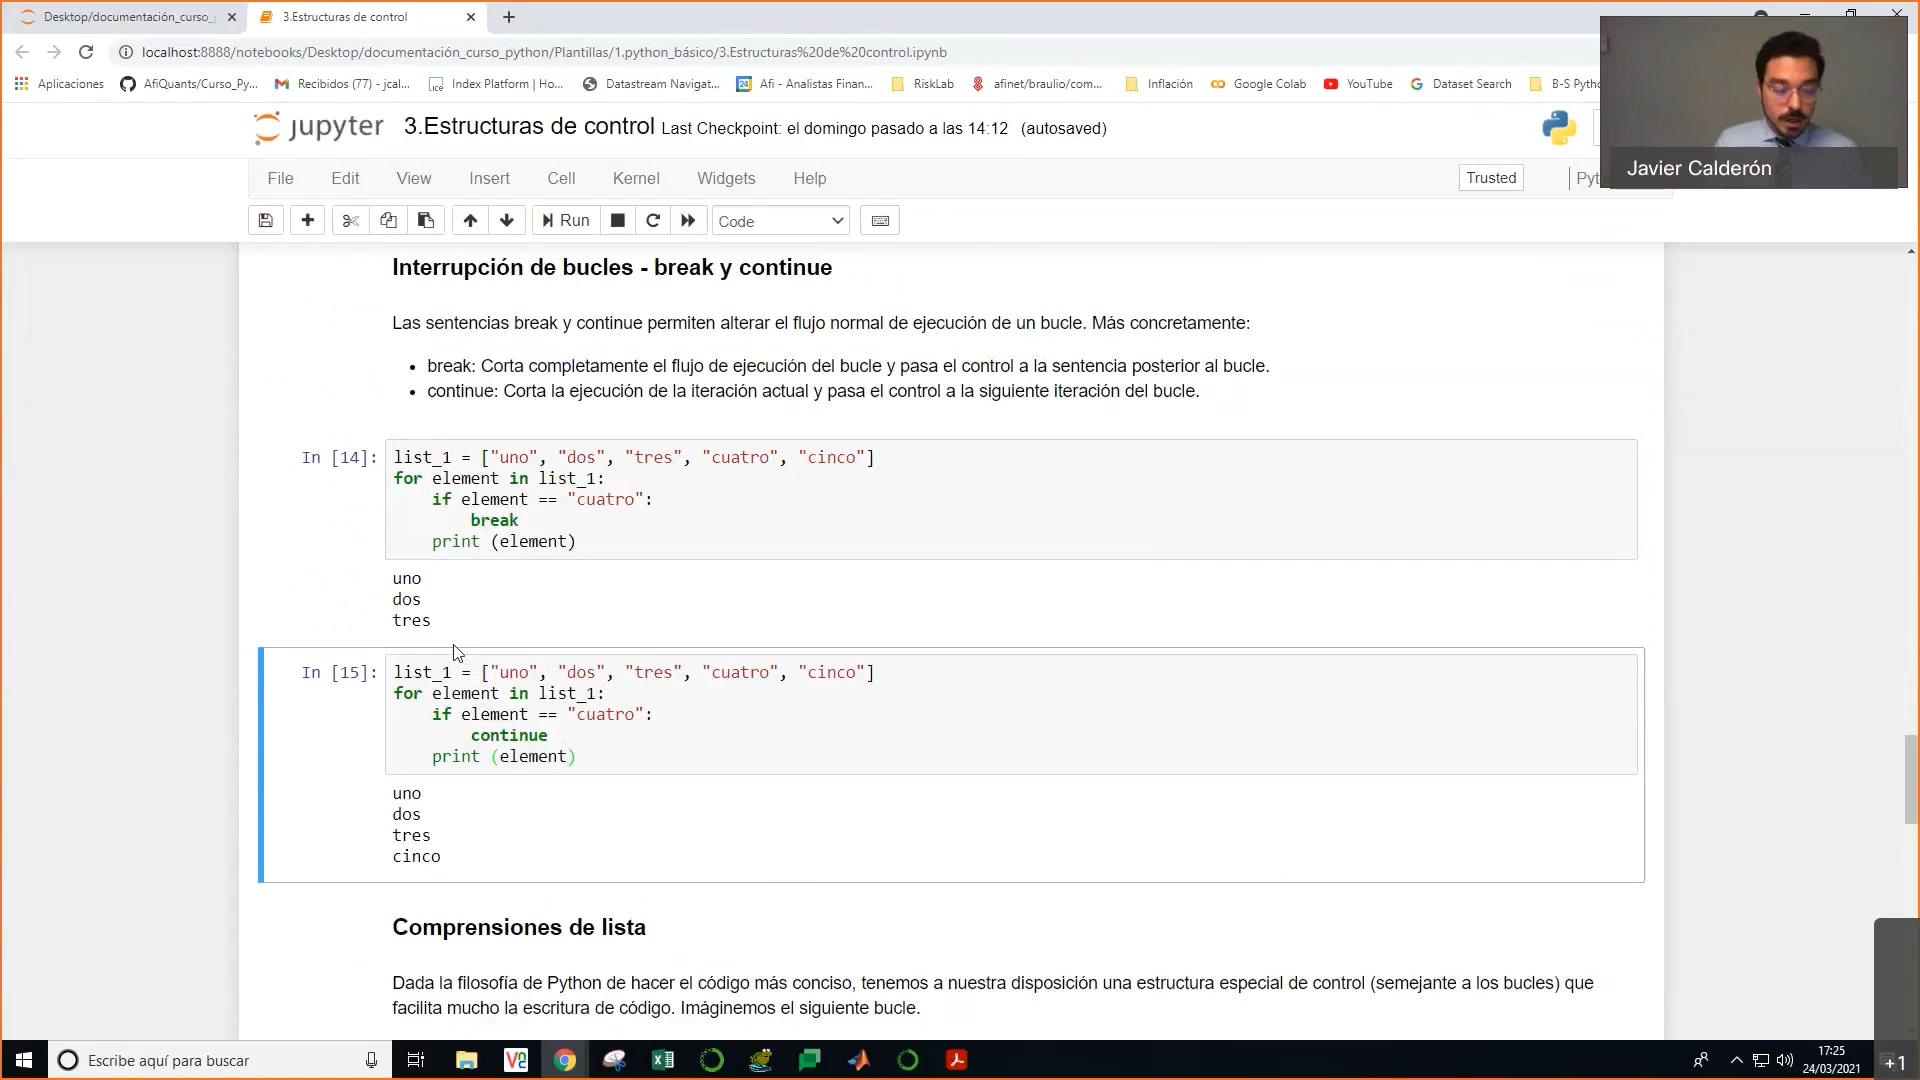 Desktop/documentación_curso_p
3.Estructuras de control
localhost:8888/notebooks/Desktop/documentación_curso_python/Plantillas/1.python_básico/3.Estructuras%20de%20control.ipynb
Aplicaciones
AfiQuants/Curso_Py...
Recibidos (77) - jcal...
Index Platform | Ho...
Datastream Navigat...
Afi - Analistas Finan...
RiskLab
afinet/braulio/com...
Inflación
Google Colab
YouTube
Dataset Search
B-S Pytho
jupyter
3.Estructuras de control Last Checkpoint: el domingo pasado a las 14:12 (autosaved)
Javier Calderón
File Edit View Insert Cell Kernel Widgets Help
Trusted
Pyt
Run
Code
Interrupción de bucles - break y continue
Las sentencias break y continue permiten alterar el flujo normal de ejecución de un bucle. Más concretamente:
• break: Corta completamente el flujo de ejecución del bucle y pasa el control a la sentencia posterior al bucle.
• continue: Corta la ejecución de la iteración actual y pasa el control a la siguiente iteración del bucle.
In [14]: list_1 = ["uno", "dos", "tres", "cuatro", "cinco"]
for element in list_1:
if element == "cuatro":
break
print (element)
uno
dos
tres
In [15]: list_1 = ["uno", "dos", "tres", "cuatro", "cinco"]
for element in list_1:
if element == "cuatro":
continue
print (element)
uno
dos
tres
cinco
Comprensiones de lista
Dada la filosofía de Python de hacer el código más conciso, tenemos a nuestra disposición una estructura especial de control (semejante a los bucles) que
facilita mucho la escritura de código. Imáginemos el siguiente bucle.
Escribe aquí para buscar
17:25
24/03/2021
+1